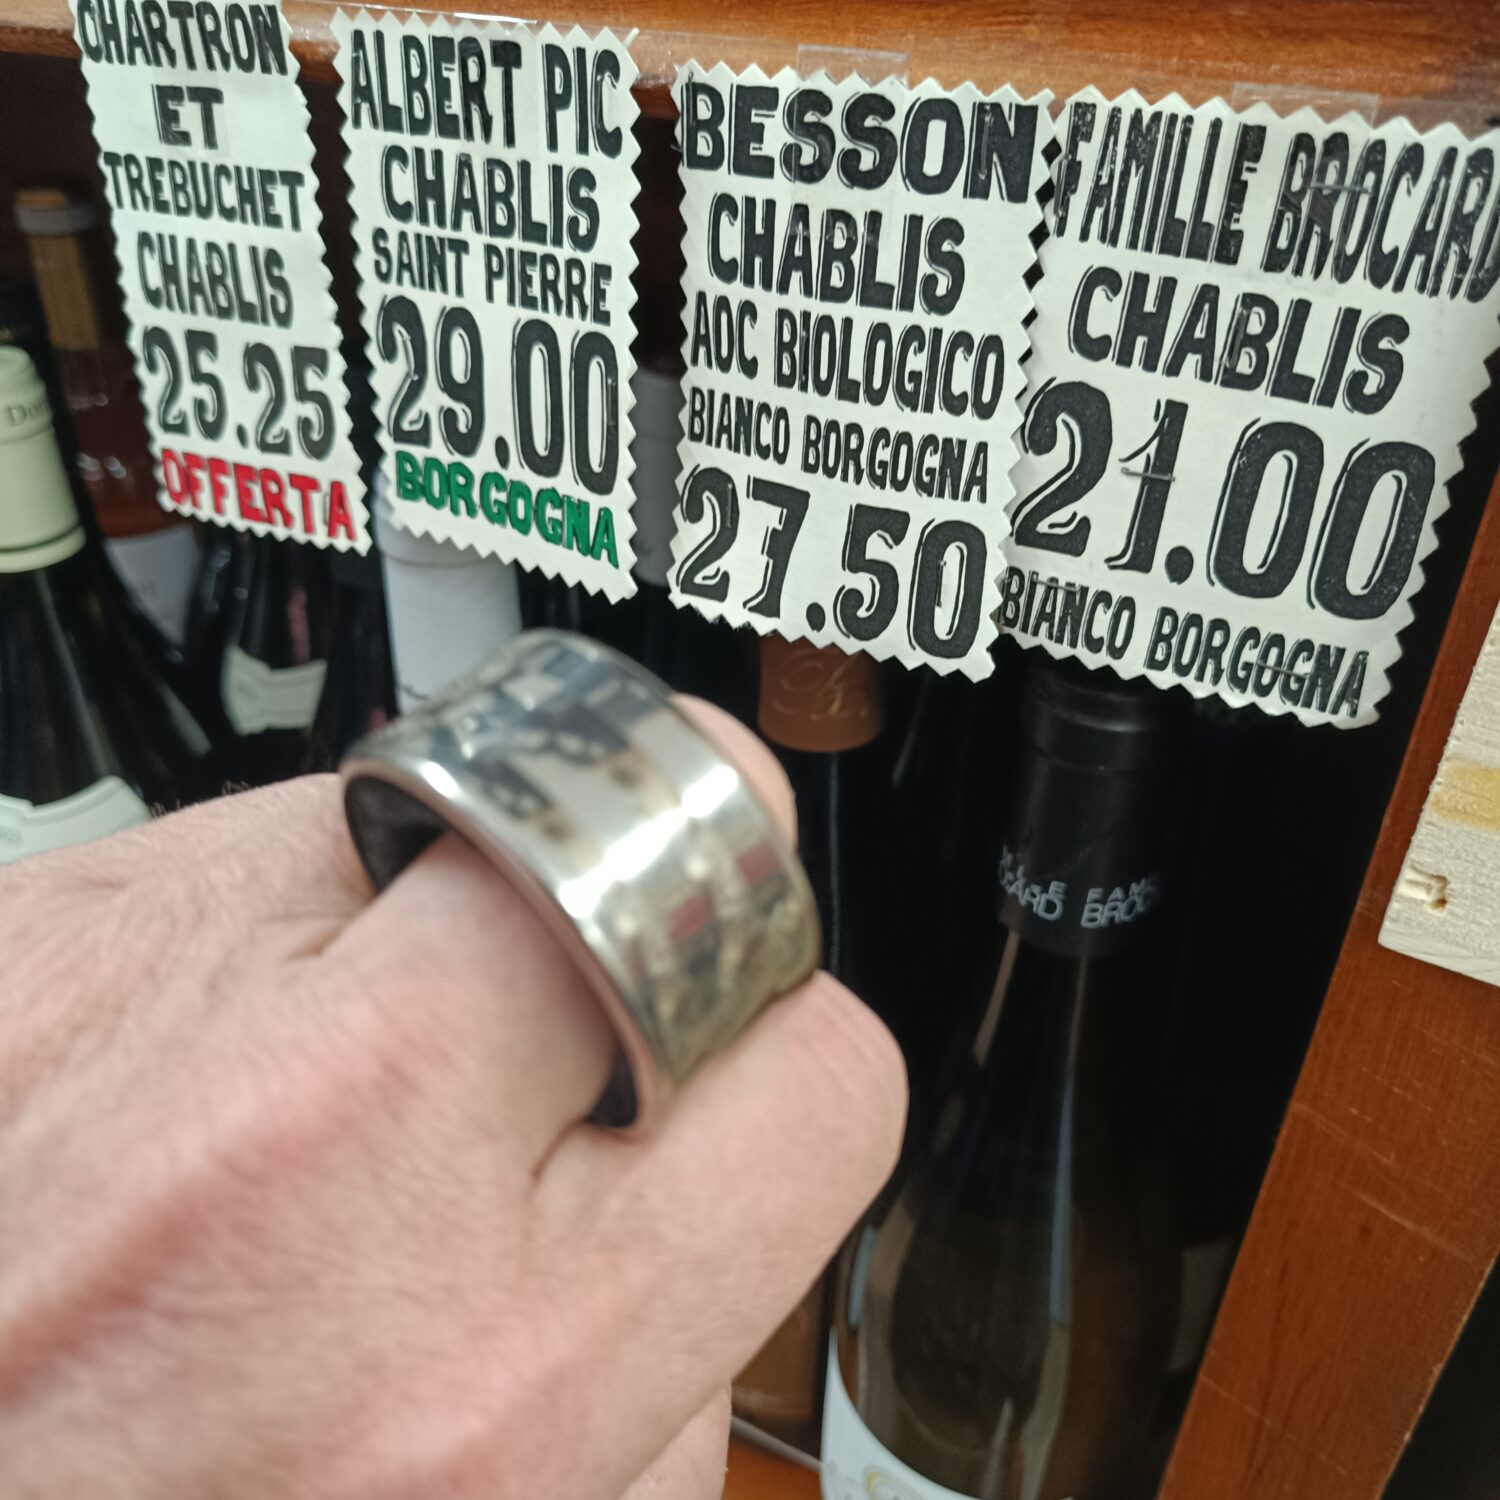 CHARTRON
ET
TREBUCHET
CHABLIS
25.25
OFFERTA
ALBERT PIC
CHABLIS
SAINT PIERRE
29.00
BORGOGNA
BESSON
CHABLIS
AOC BIOLOGICO
BIANCO BORGOGNA
27.50
FAMILLE BROCARD
CHABLIS
21.00
BIANCO BORGOGNA